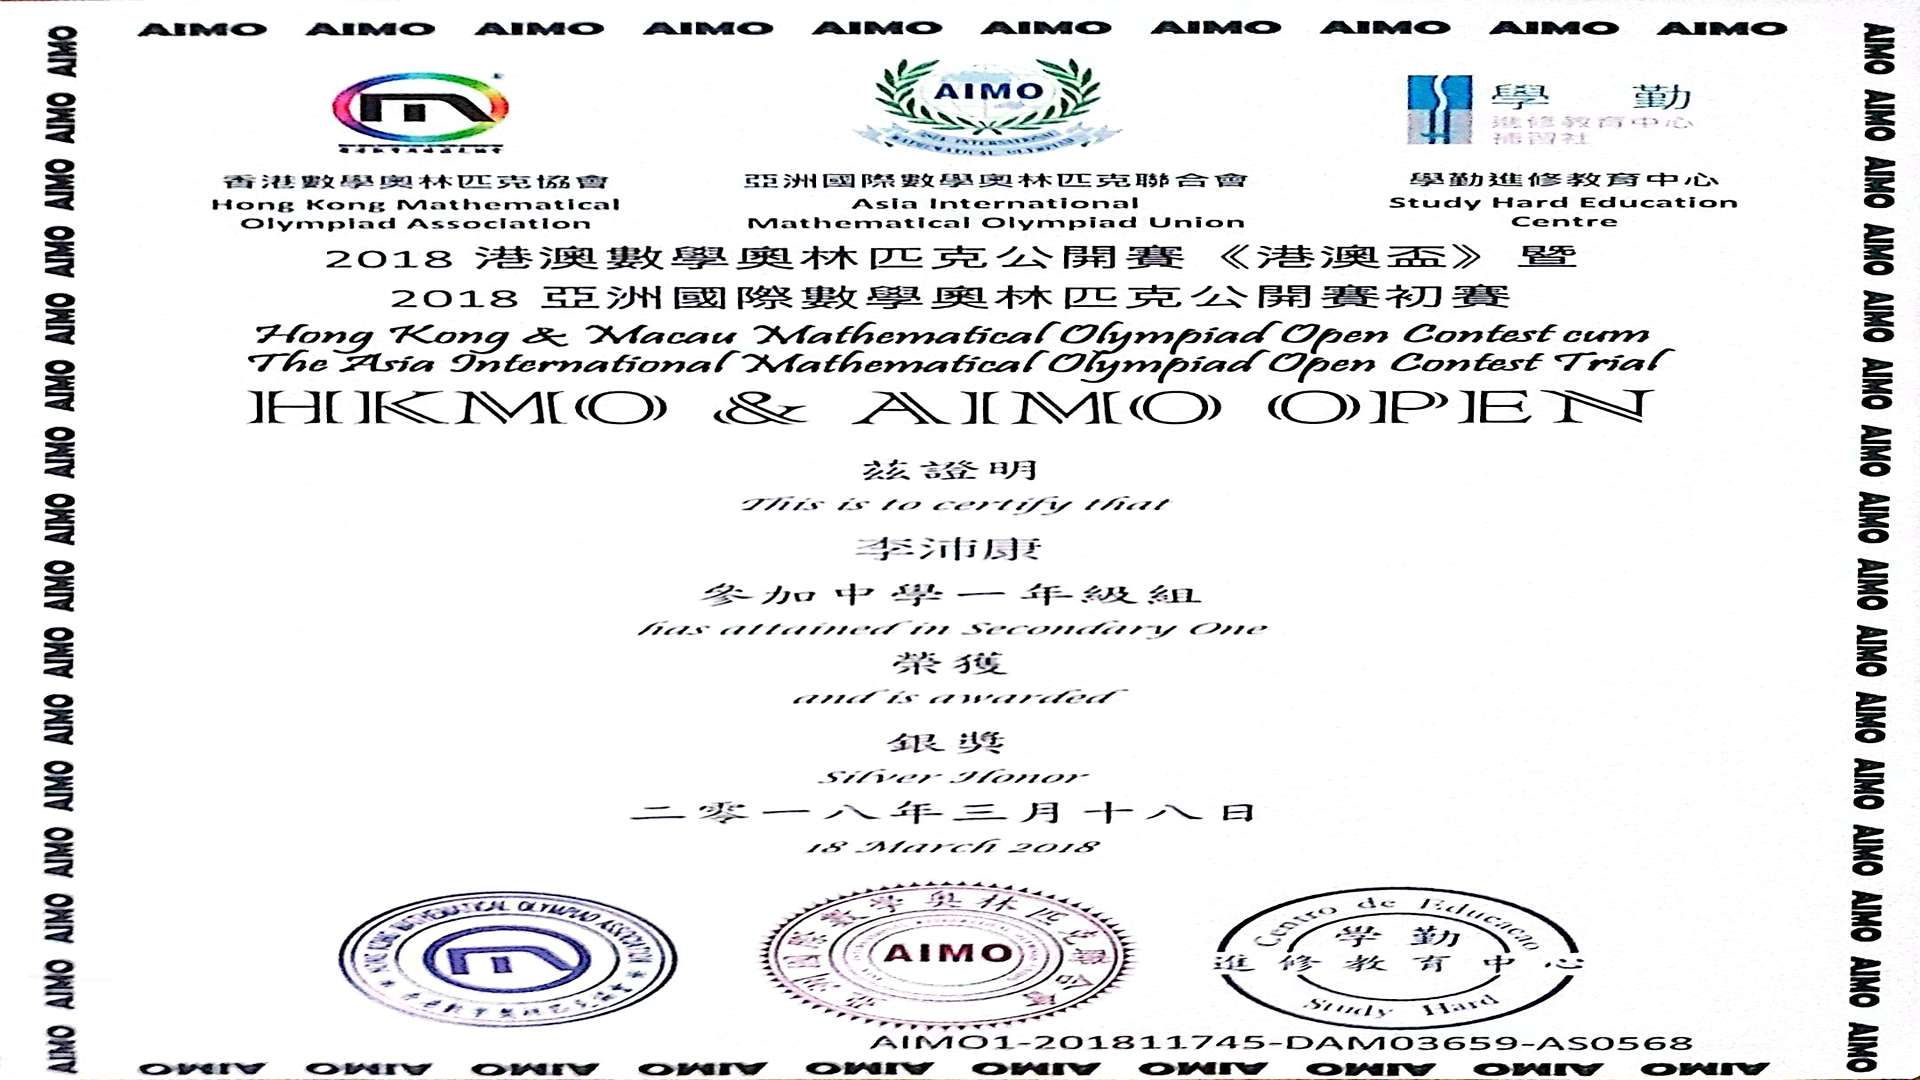 AIMO AIMO AIMO AIMO AIMO AIMO AIMO AIMO AIMO AIMO
AIMO
香港數學奧林匹克協會
Hong Kong Mathematical
Olympiad Association
亞洲國際數學奧林匹克聯合會
Asia International
Mathematical Olympiad Union
學勤
進修教育中心
補習社
學勤進修教育中心
Study Hard Education
Centre
2018 港澳數學奧林匹克公開賽《港澳盃》暨
2018 亞洲國際數學奧林匹克公開賽初賽
Hong Kong & Macau Mathematical Olympiad Open Contest cum
The Asia International Mathematical Olympiad Open Contest Trial
HKMO & AIMO OPEN
茲證明
This is to certify that
李沛康
參加中學一年級組
has attained in Secondary One
榮獲
and is awarded
銀獎
Silver Honor
二零一八年三月十八日
18 March 2018
HONG KONG MATHEMATICAL OLYMPIAD ASSOCIATION
亞洲國際數學奧林匹克聯合會
AIMO
Centro de Educacao
學勤
進修教育中心
Study Hard
AIMO1-201811745-DAM03659-AS0568
AIMO AIMO AIMO AIMO AIMO AIMO AIMO AIMO AIMO AIMO
AIMO AIMO AIMO AIMO AIMO AIMO AIMO AIMO AIMO AIMO AIMO AIMO AIMO AIMO AIMO AIMO
AIMO AIMO AIMO AIMO AIMO AIMO AIMO AIMO AIMO AIMO AIMO AIMO AIMO AIMO AIMO AIMO